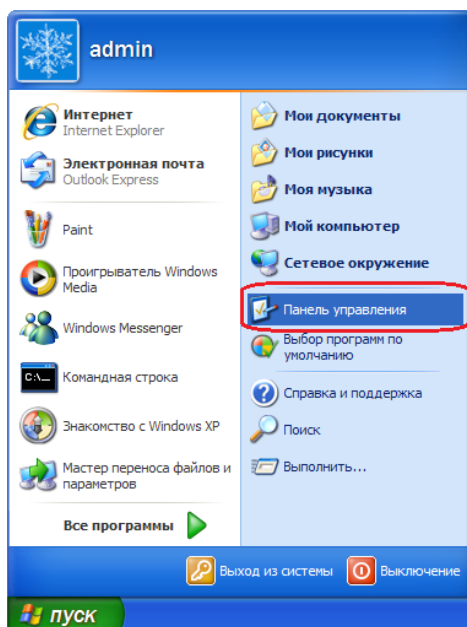 admin
Интернет
Internet Explorer
Электронная почта
Outlook Express
Paint
Проигрыватель Windows
Media
Windows Messenger
C:\_
Командная строка
Знакомство с Windows XP
Мастер переноса файлов и
параметров
Все программы
Мои документы
Мои рисунки
Моя музыка
Мой компьютер
Сетевое окружение
Панель управления
Выбор программ по
умолчанию
Справка и поддержка
Поиск
Выполнить...
Выход из системы
Выключение
пуск